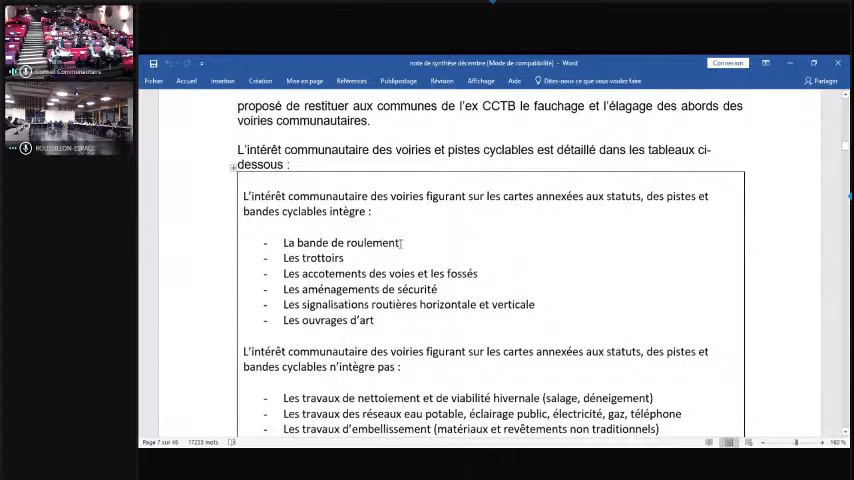 note de synthèse décembre [Mode de compatibilité] - Word
Connexion
Fichier Accueil Insertion Création Mise en page Références Publipostage Révision Affichage Aide Dites-nous ce que vous voulez faire Partager
Conseil Communautaire
ROUSSILLON-ESPACE
proposé de restituer aux communes de l'ex CCTB le fauchage et l'élagage des abords des
voiries communautaires.
L'intérêt communautaire des voiries et pistes cyclables est détaillé dans les tableaux ci-
dessous :
L'intérêt communautaire des voiries figurant sur les cartes annexées aux statuts, des pistes et
bandes cyclables intègre :
- La bande de roulement
- Les trottoirs
- Les accotements des voies et les fossés
- Les aménagements de sécurité
- Les signalisations routières horizontale et verticale
- Les ouvrages d'art
L'intérêt communautaire des voiries figurant sur les cartes annexées aux statuts, des pistes et
bandes cyclables n'intègre pas :
- Les travaux de nettoiement et de viabilité hivernale (salage, déneigement)
- Les travaux des réseaux eau potable, éclairage public, électricité, gaz, téléphone
- Les travaux d'embellissement (matériaux et revêtements non traditionnels)
Page 7 sur 46 17253 mots 160 %